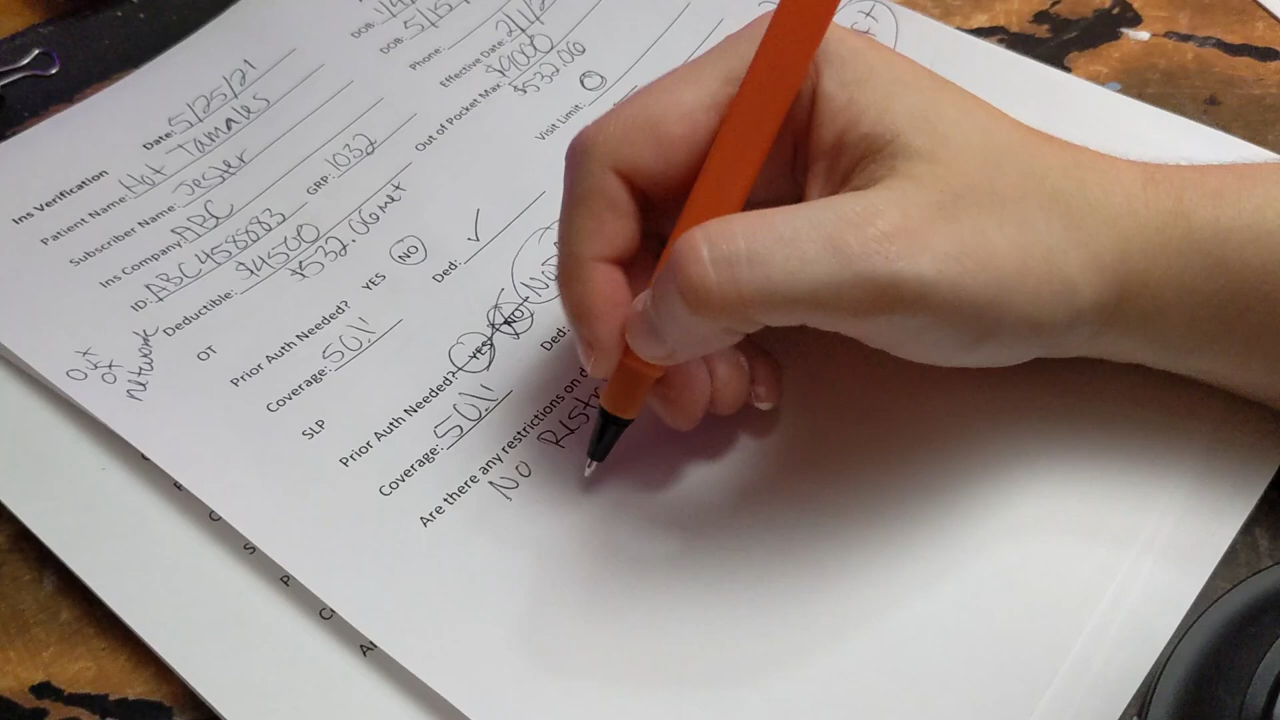 Ins Verification Date: 5/25/21
Patient Name: Hot Tamales DOB:
Subscriber Name: Jester DOB: 5/15
Ins Company: ABC Phone:
ID: ABC458883 GRP: 1032 Effective Date: 2/1/2
Deductible: $4500 Out of Pocket Max: $9000
$532.06 met $532.06
Out of network
OT
Prior Auth Needed? YES NO Visit Limit:
Coverage: 50% Ded: ✓
SLP
Prior Auth Needed? YES NO No
Coverage: 50% Ded:
Are there any restrictions on d
No Restr